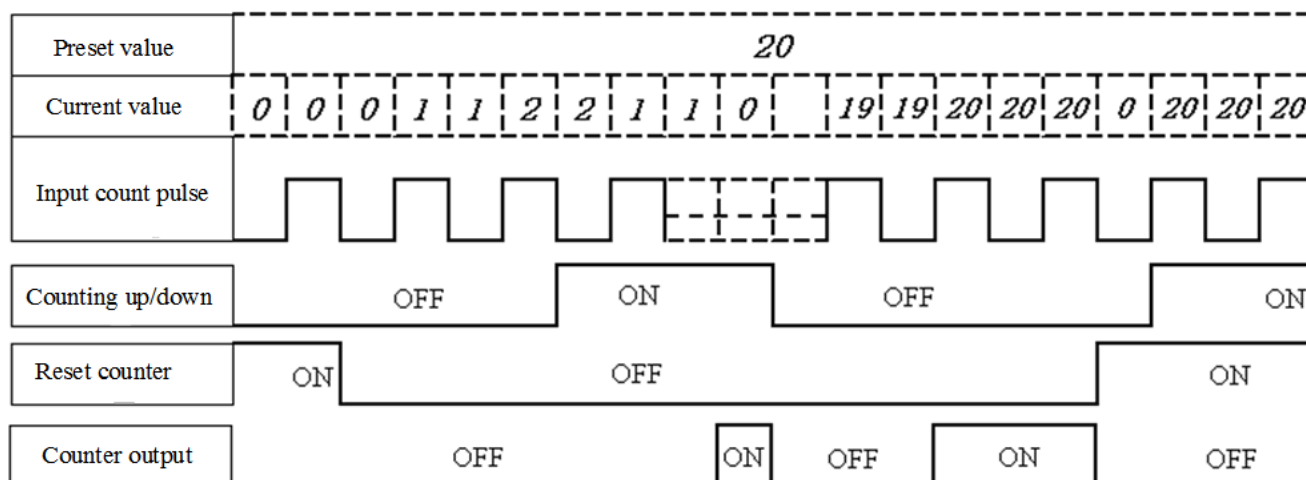 Preset value 20
Current value 0 0 0 1 1 2 2 1 1 0 19 19 20 20 20 0 20 20 20
Input count pulse
Counting up/down OFF ON OFF ON
Reset counter ON OFF ON
Counter output OFF ON OFF ON OFF